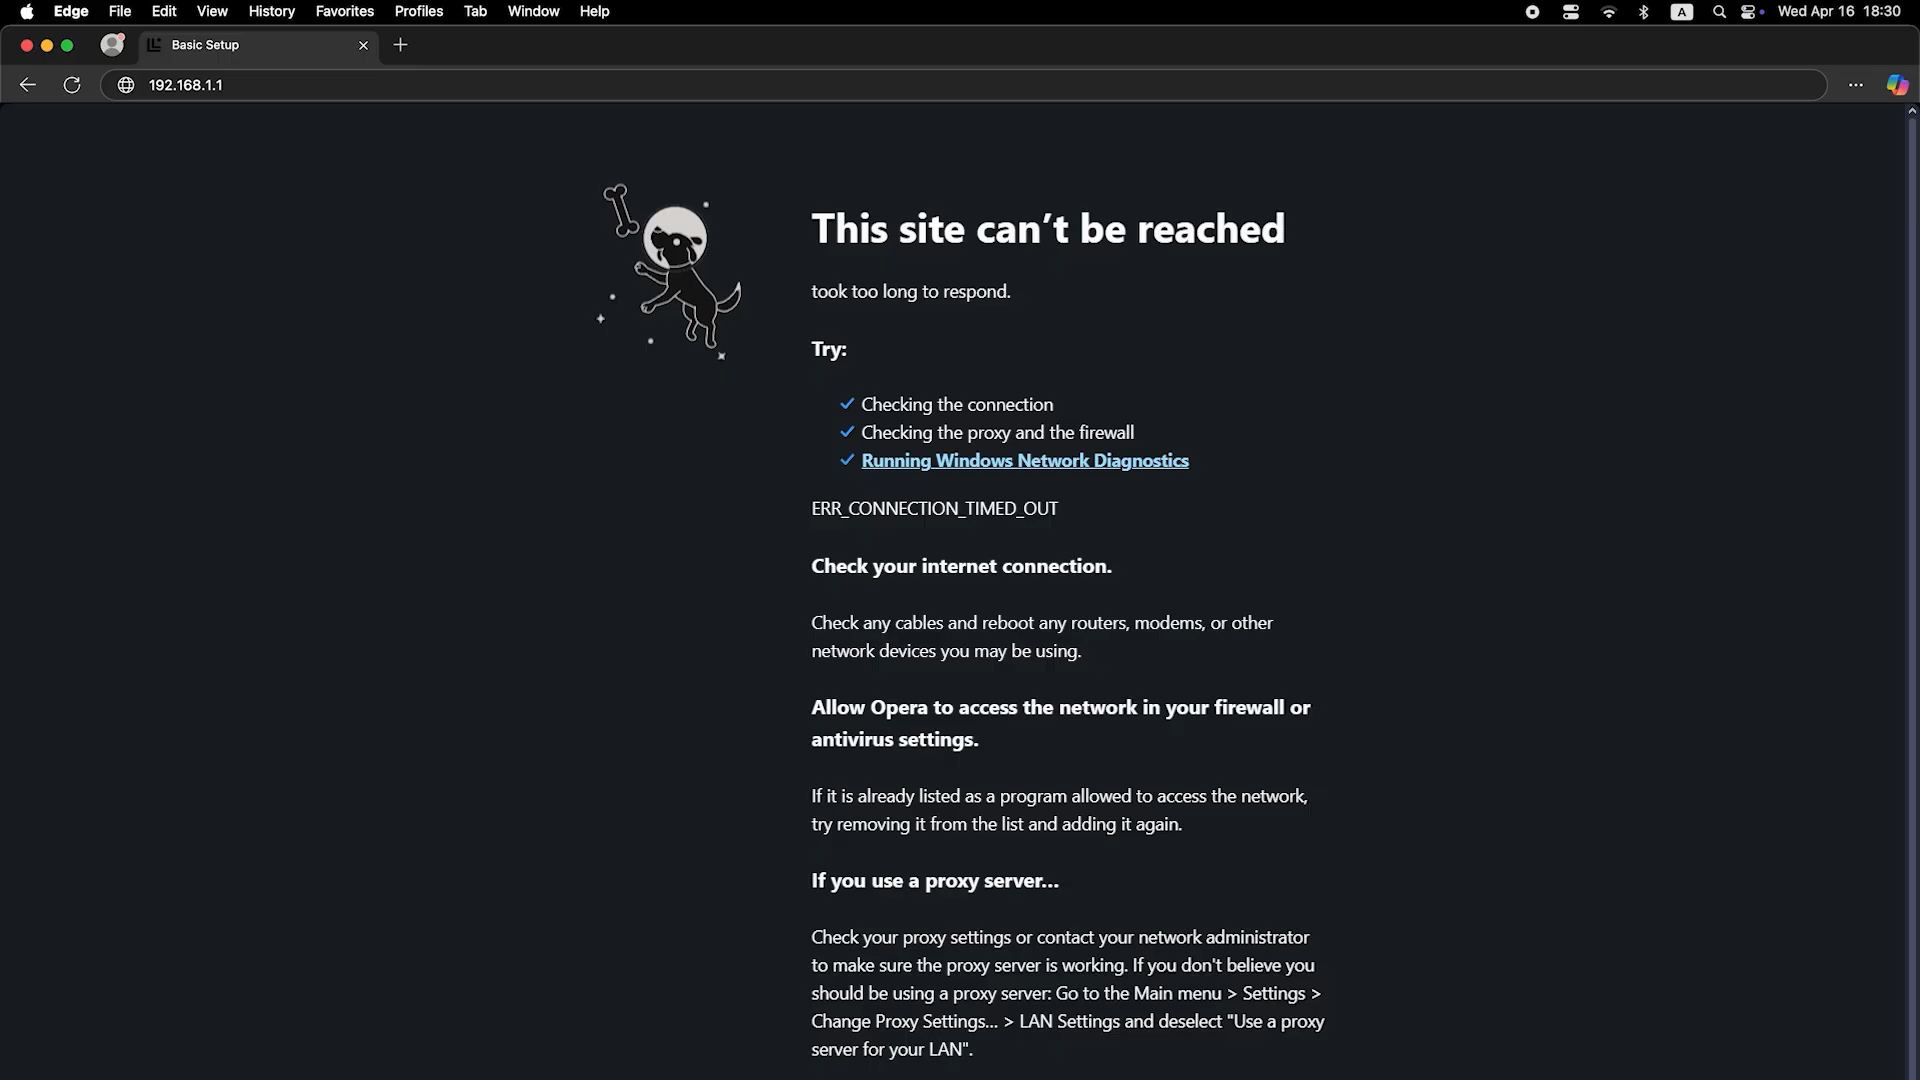 Edge File Edit View History Favorites Profiles Tab Window Help A Wed Apr 16 18:30
Basic Setup
192.168.1.1
This site can’t be reached
took too long to respond.
Try:
Checking the connection
Checking the proxy and the firewall
Running Windows Network Diagnostics
ERR_CONNECTION_TIMED_OUT
Check your internet connection.
Check any cables and reboot any routers, modems, or other
network devices you may be using.
Allow Opera to access the network in your firewall or
antivirus settings.
If it is already listed as a program allowed to access the network,
try removing it from the list and adding it again.
If you use a proxy server...
Check your proxy settings or contact your network administrator
to make sure the proxy server is working. If you don't believe you
should be using a proxy server: Go to the Main menu > Settings >
Change Proxy Settings... > LAN Settings and deselect "Use a proxy
server for your LAN".